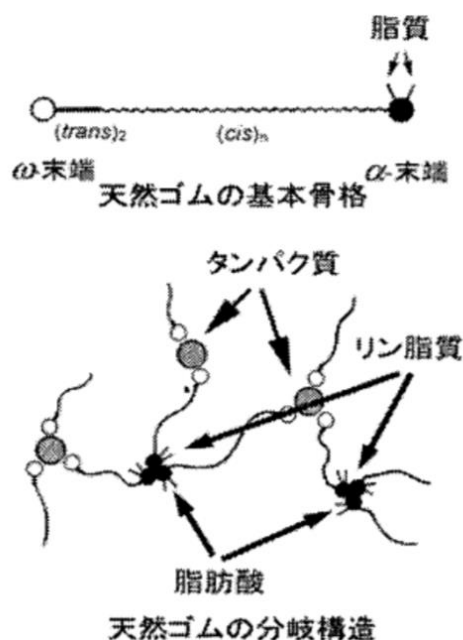 脂質
(trans)₂ (cis)ₙ
ω-末端 α-末端
天然ゴムの基本骨格
タンパク質
リン脂質
脂肪酸
天然ゴムの分岐構造